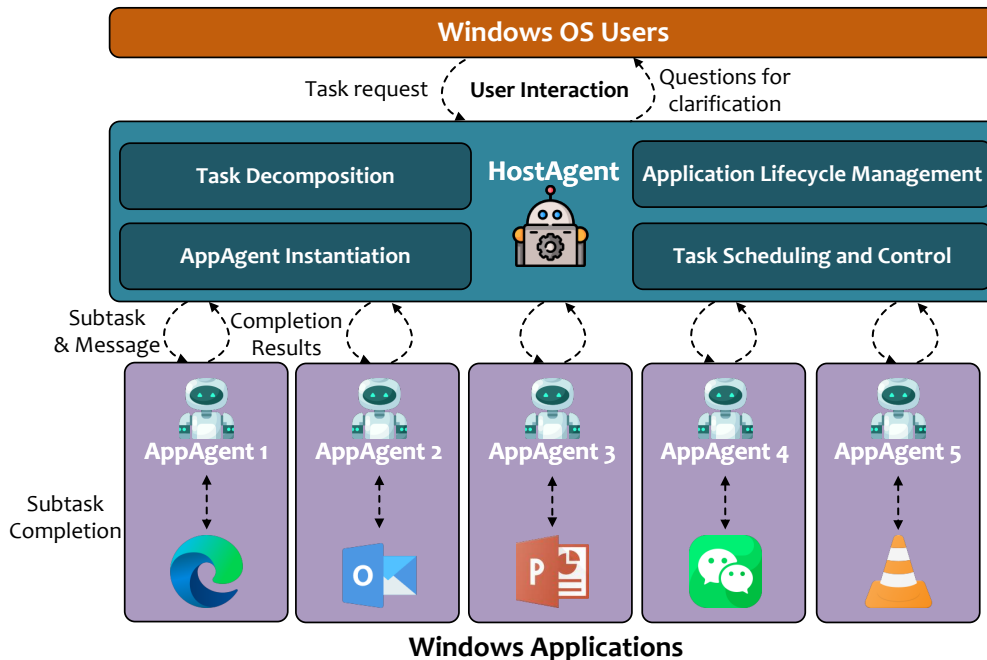 Windows OS Users
Task request
User Interaction
Questions for
clarification
Task Decomposition
HostAgent
Application Lifecycle Management
AppAgent Instantiation
Task Scheduling and Control
Subtask
& Message
Completion
Results
AppAgent 1
AppAgent 2
AppAgent 3
AppAgent 4
AppAgent 5
Subtask
Completion
O
P
Windows Applications